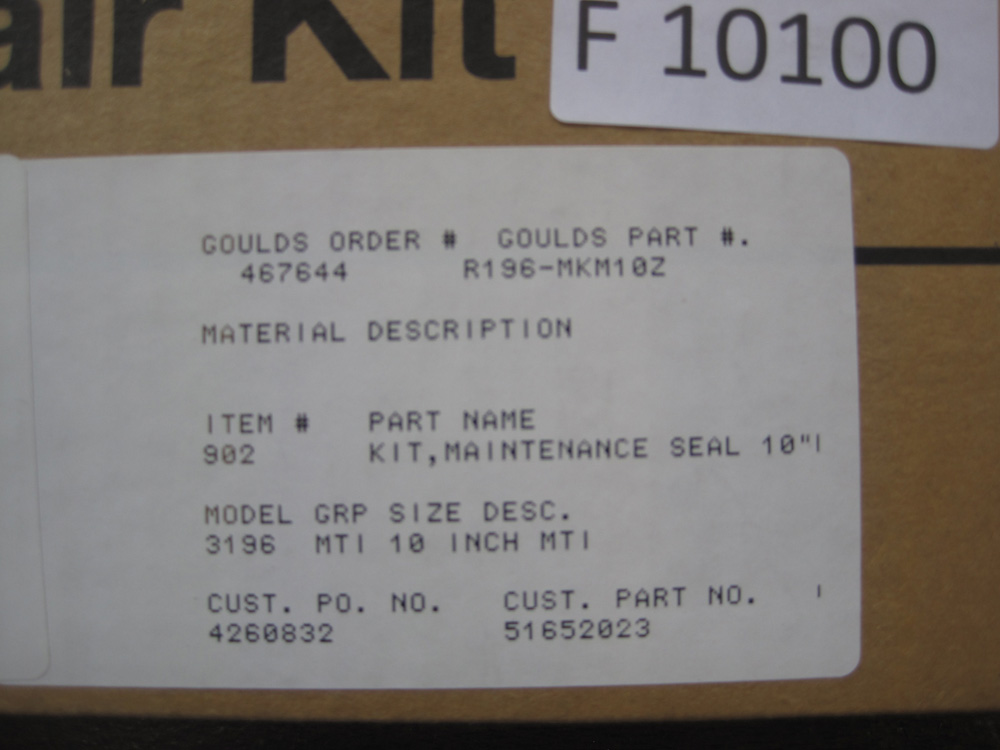 air Kit
F 10100
GOULDS ORDER # GOULDS PART #.
467644 R196-MKM10Z
MATERIAL DESCRIPTION
ITEM # PART NAME
902 KIT,MAINTENANCE SEAL 10"I
MODEL GRP SIZE DESC.
3196 MTI 10 INCH MTI
CUST. PO. NO. CUST. PART NO.
4260832 51652023